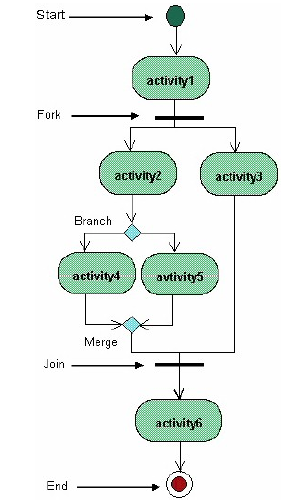 Start
activity1
Fork
activity2
activity3
Branch
activity4
avtivity5
Merge
Join
activity6
End